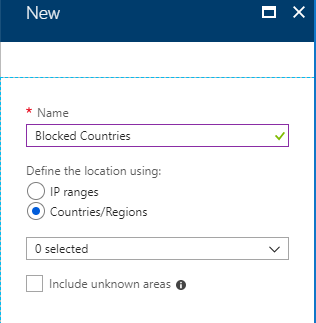 New
* Name
Blocked Countries
Define the location using:
IP ranges
Countries/Regions
0 selected
Include unknown areas